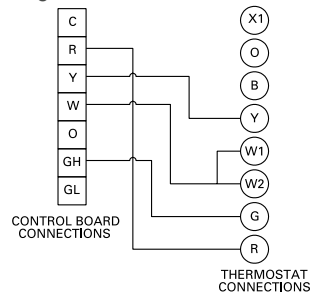 C
R
Y
W
O
GH
GL
CONTROL BOARD
CONNECTIONS
X1
O
B
Y
W1
W2
G
R
THERMOSTAT
CONNECTIONS